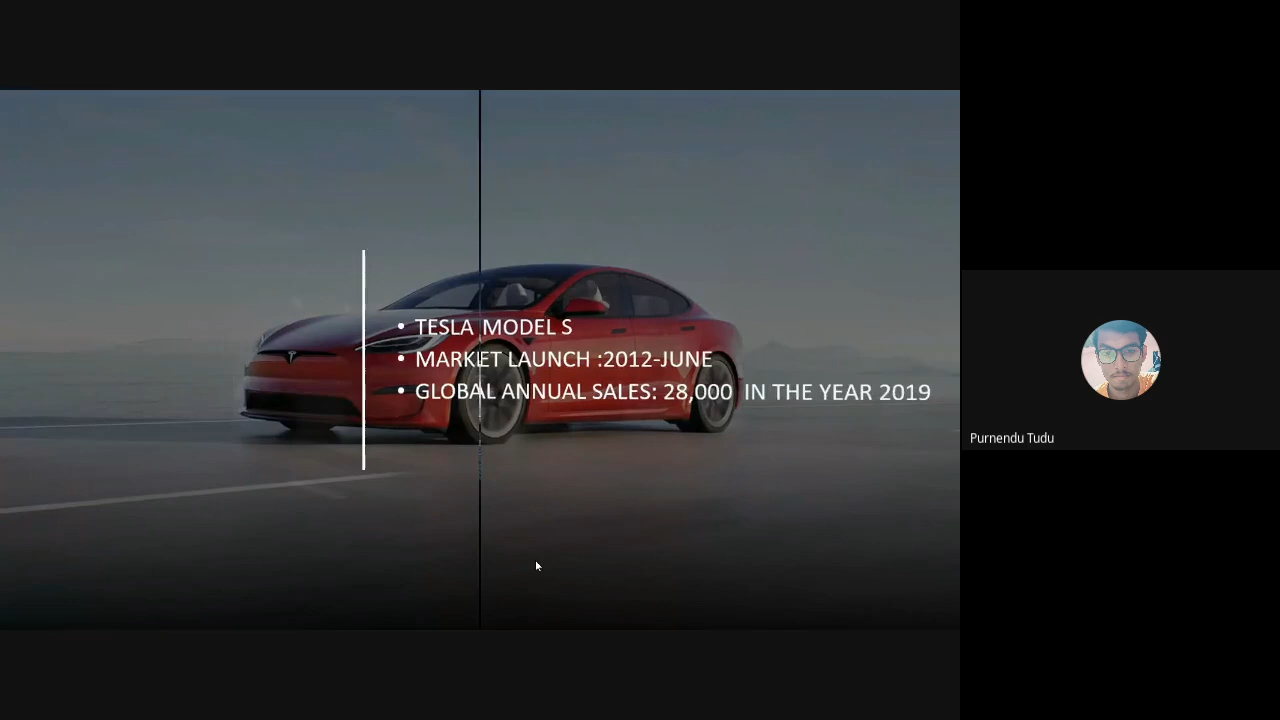 TESLA MODEL S
MARKET LAUNCH :2012-JUNE
GLOBAL ANNUAL SALES: 28,000 IN THE YEAR 2019
Purnendu Tudu